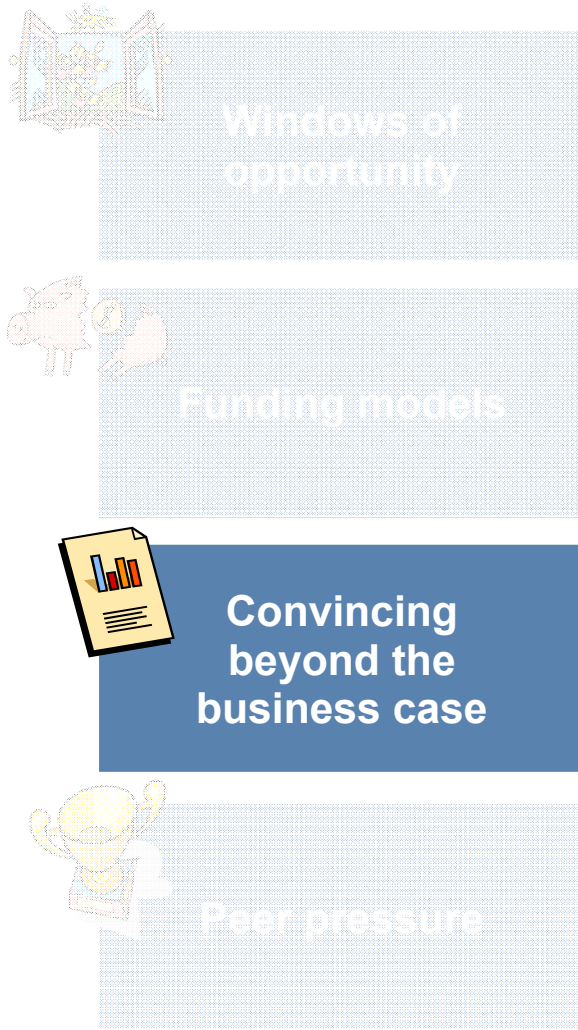 Windows of
opportunity
Funding models
Convincing
beyond the
business case
Peer pressure